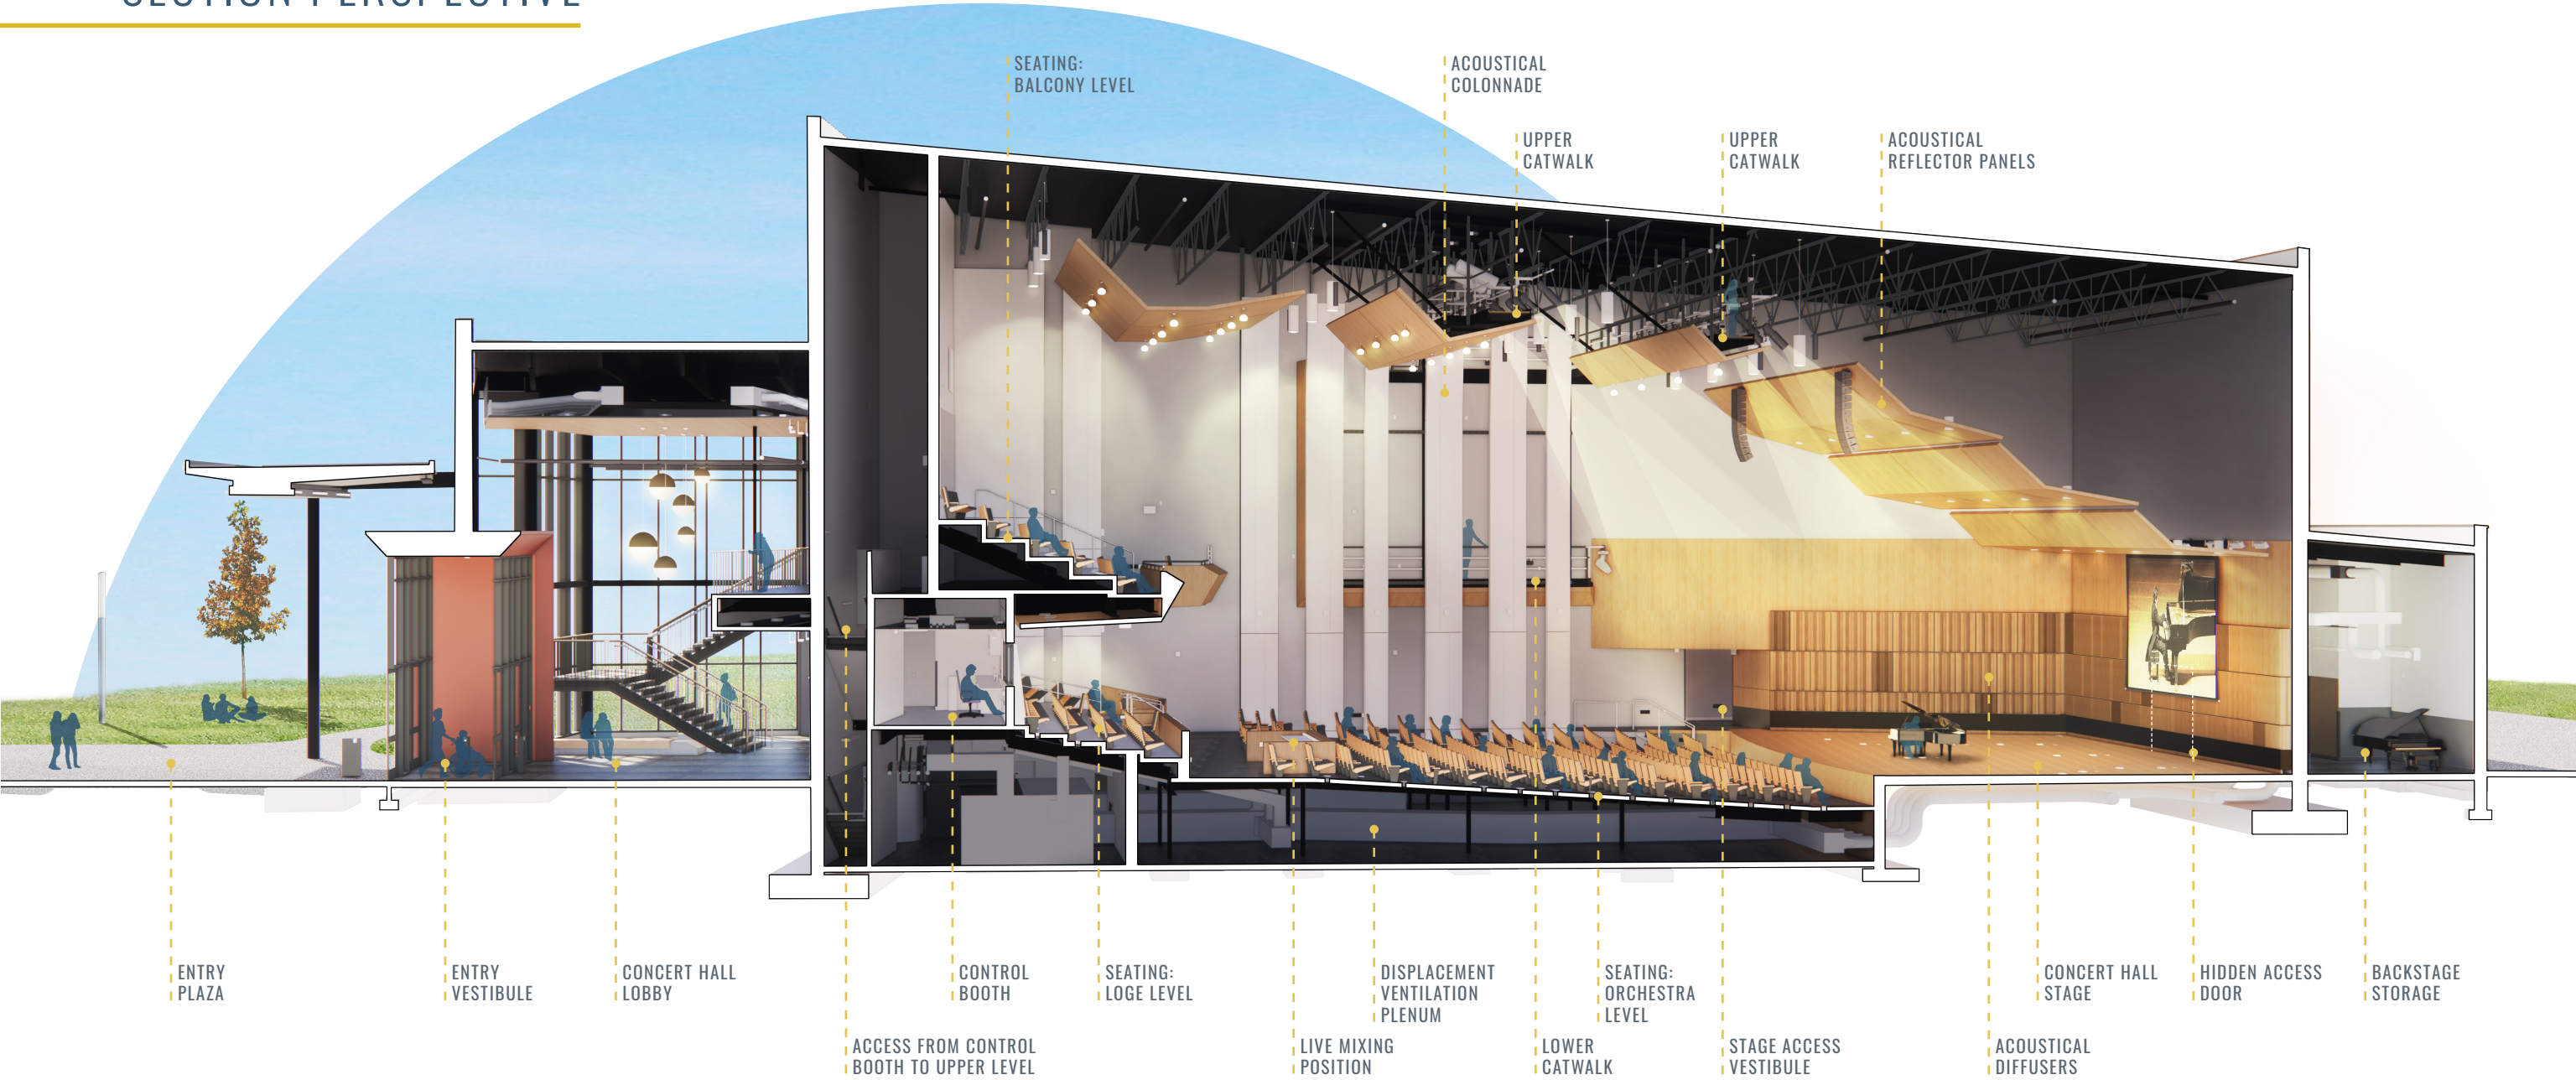 SECTION PERSPECTIVE
SEATING:
BALCONY LEVEL
ACOUSTICAL
COLONNADE
UPPER
CATWALK
UPPER
CATWALK
ACOUSTICAL
REFLECTOR PANELS
ENTRY
PLAZA
ENTRY
VESTIBULE
CONCERT HALL
LOBBY
ACCESS FROM CONTROL
BOOTH TO UPPER LEVEL
CONTROL
BOOTH
SEATING:
LOGE LEVEL
LIVE MIXING
POSITION
DISPLACEMENT
VENTILATION
PLENUM
LOWER
CATWALK
SEATING:
ORCHESTRA
LEVEL
STAGE ACCESS
VESTIBULE
ACOUSTICAL
DIFFUSERS
CONCERT HALL
STAGE
HIDDEN ACCESS
DOOR
BACKSTAGE
STORAGE